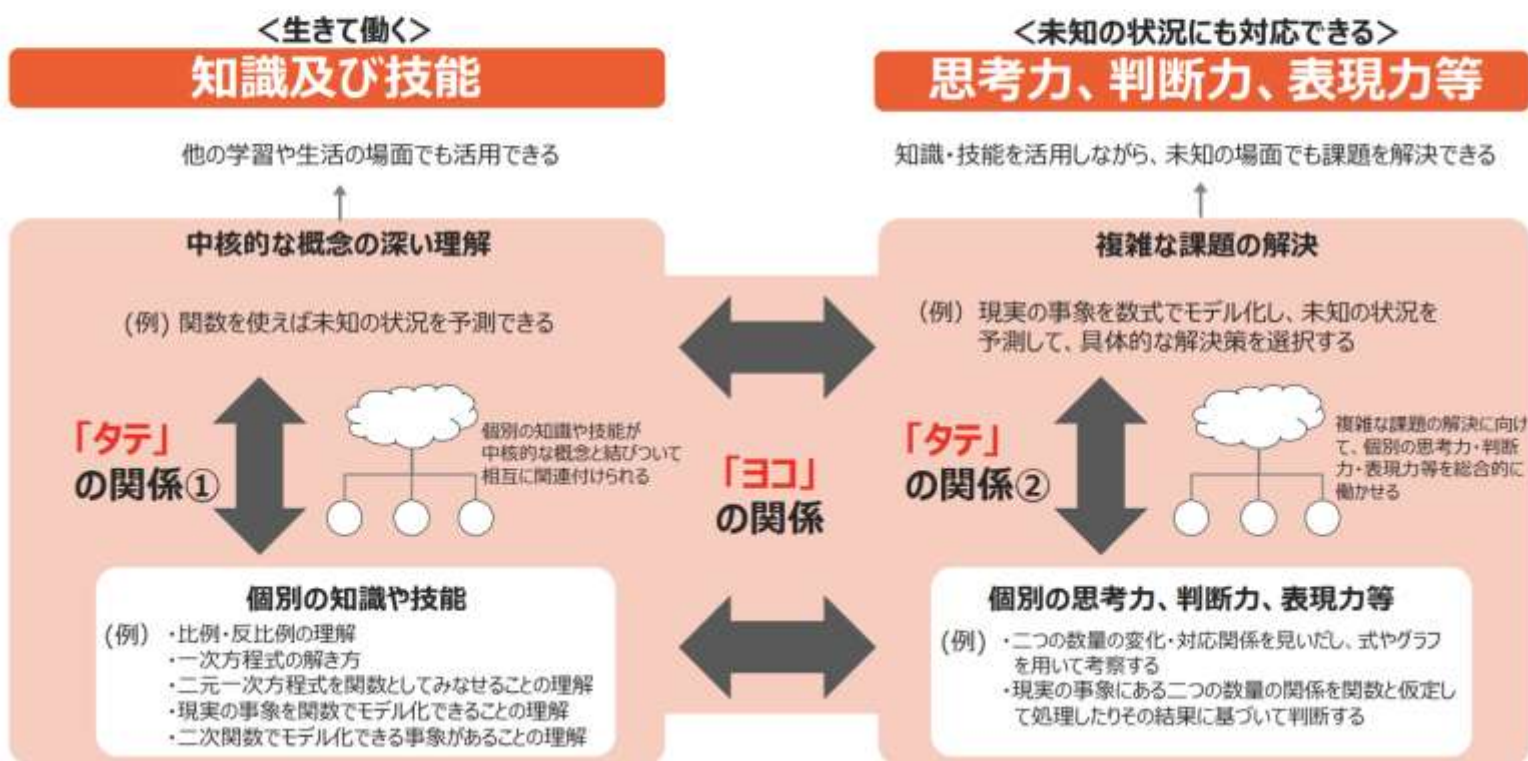 ＜生きて働く＞
知識及び技能
他の学習や生活の場面でも活用できる
中核的な概念の深い理解
(例) 関数を使えば未知の状況を予測できる
「タテ」
の関係①
個別の知識や技能が
中核的な概念と結びついて
相互に関連付けられる
個別の知識や技能
(例) ・比例・反比例の理解
・一次方程式の解き方
・二元一次方程式を関数としてみなせることの理解
・現実の事象を関数でモデル化できることの理解
・二次関数でモデル化できる事象があることの理解
「ヨコ」
の関係
＜未知の状況にも対応できる＞
思考力、判断力、表現力等
知識・技能を活用しながら、未知の場面でも課題を解決できる
複雑な課題の解決
(例) 現実の事象を数式でモデル化し、未知の状況を
予測して、具体的な解決策を選択する
「タテ」
の関係②
複雑な課題の解決に向け
て、個別の思考力・判断
力・表現力等を総合的に
働かせる
個別の思考力、判断力、表現力等
(例) ・二つの数量の変化・対応関係を見いだし、式やグラフ
を用いて考察する
・現実の事象にある二つの数量の関係を関数と仮定し
て処理したりその結果に基づいて判断する